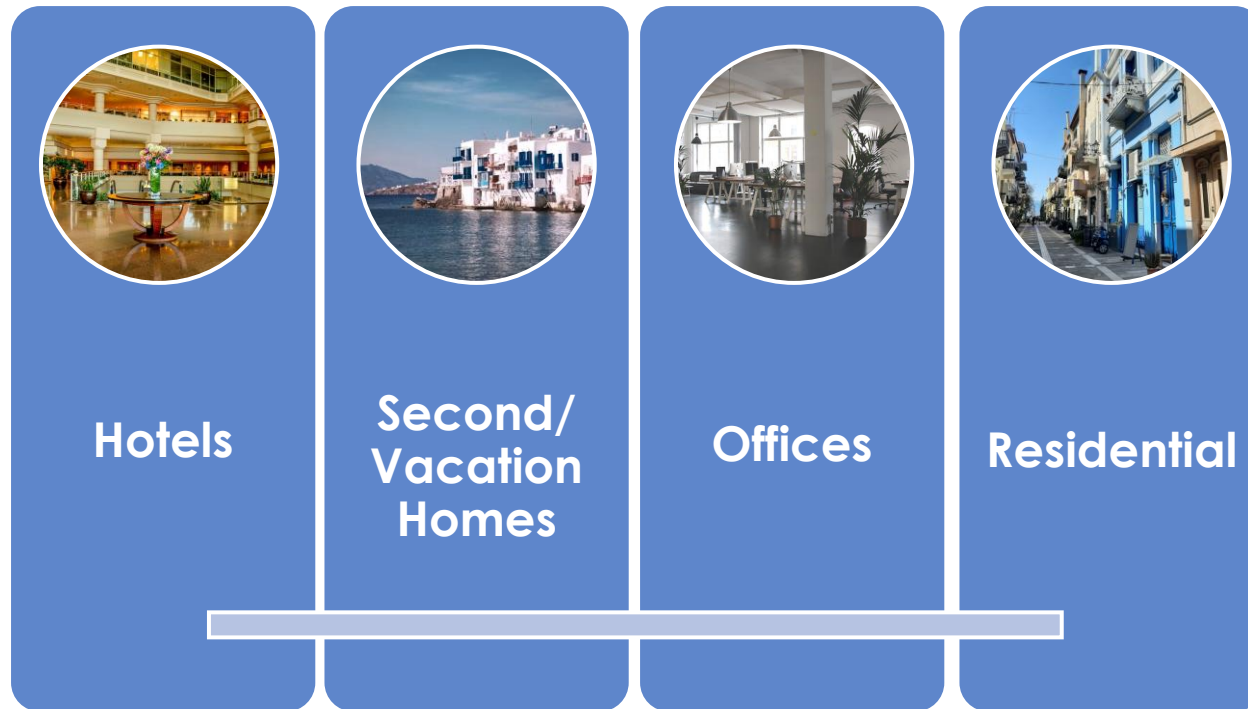 Hotels
Second/
Vacation
Homes
Offices
Residential